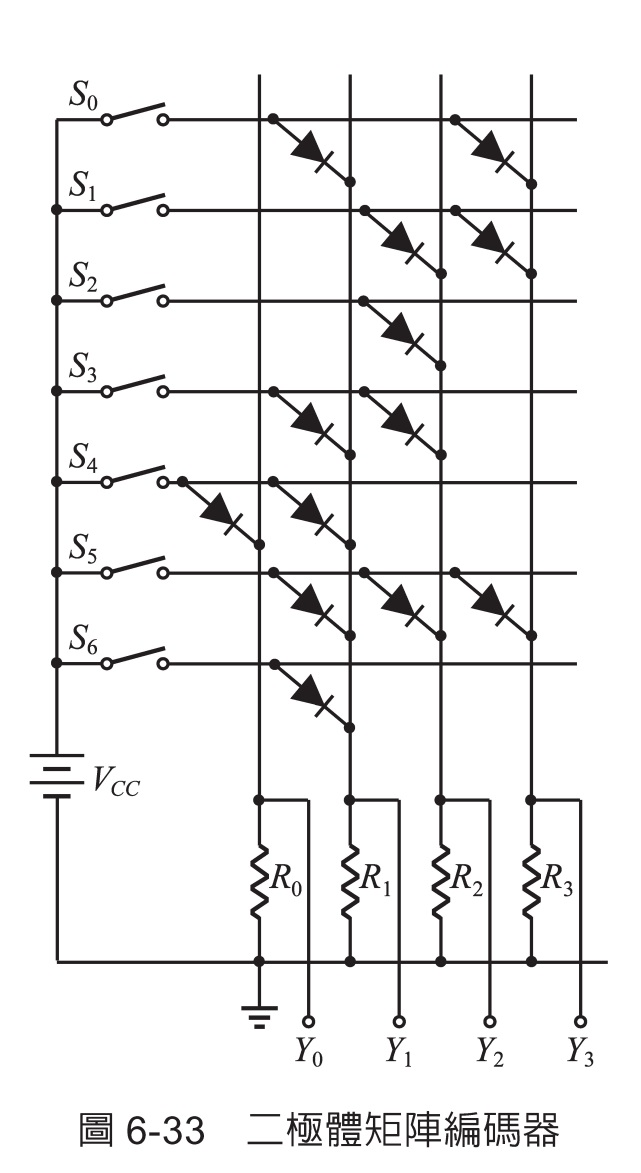 S₀
S₁
S₂
S₃
S₄
S₅
S₆
V_CC
R₀ R₁ R₂ R₃
Y₀ Y₁ Y₂ Y₃
圖 6-33 二極體矩陣編碼器